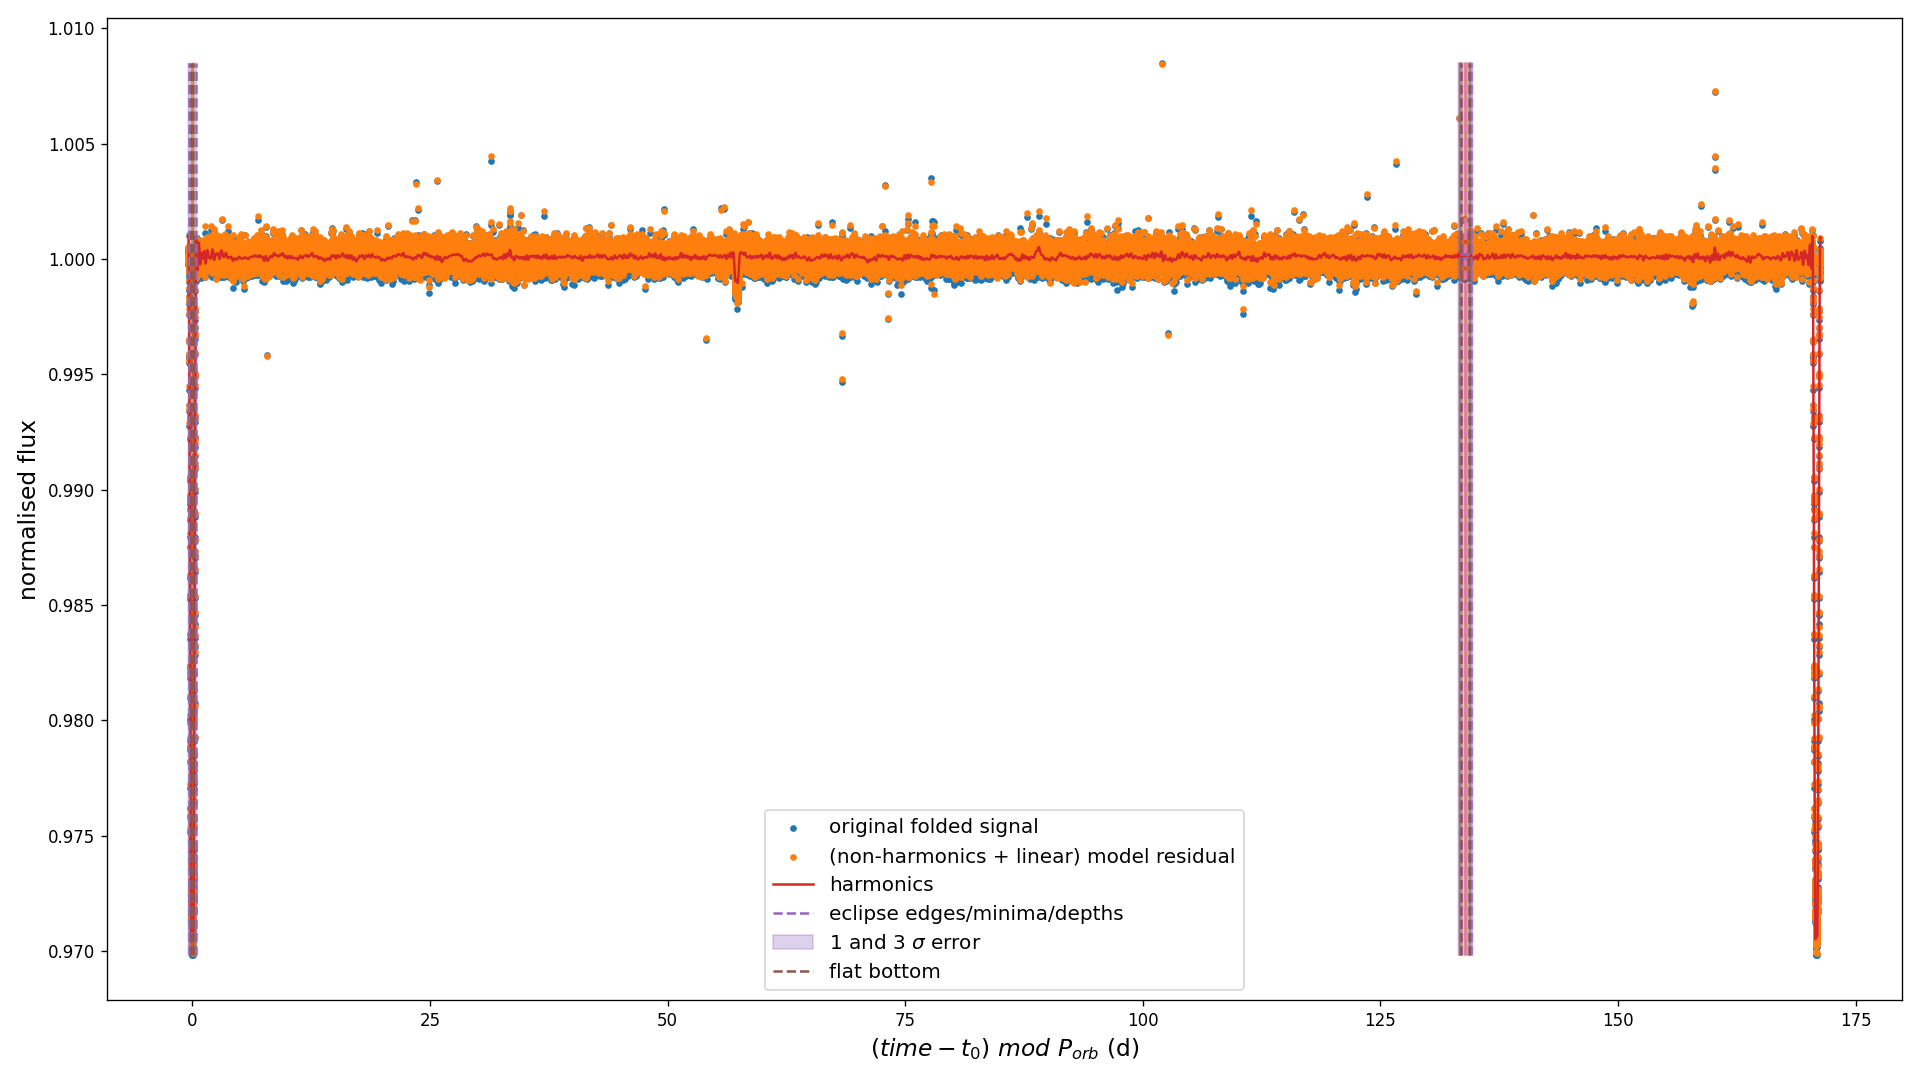 1.010
1.005
1.000
0.995
0.990
0.985
0.980
0.975
0.970
normalised flux
original folded signal
(non-harmonics + linear) model residual
harmonics
eclipse edges/minima/depths
1 and 3 σ error
flat bottom
0 25 50 75 100 125 150 175
(time − t₀) mod Pₒᵣb (d)